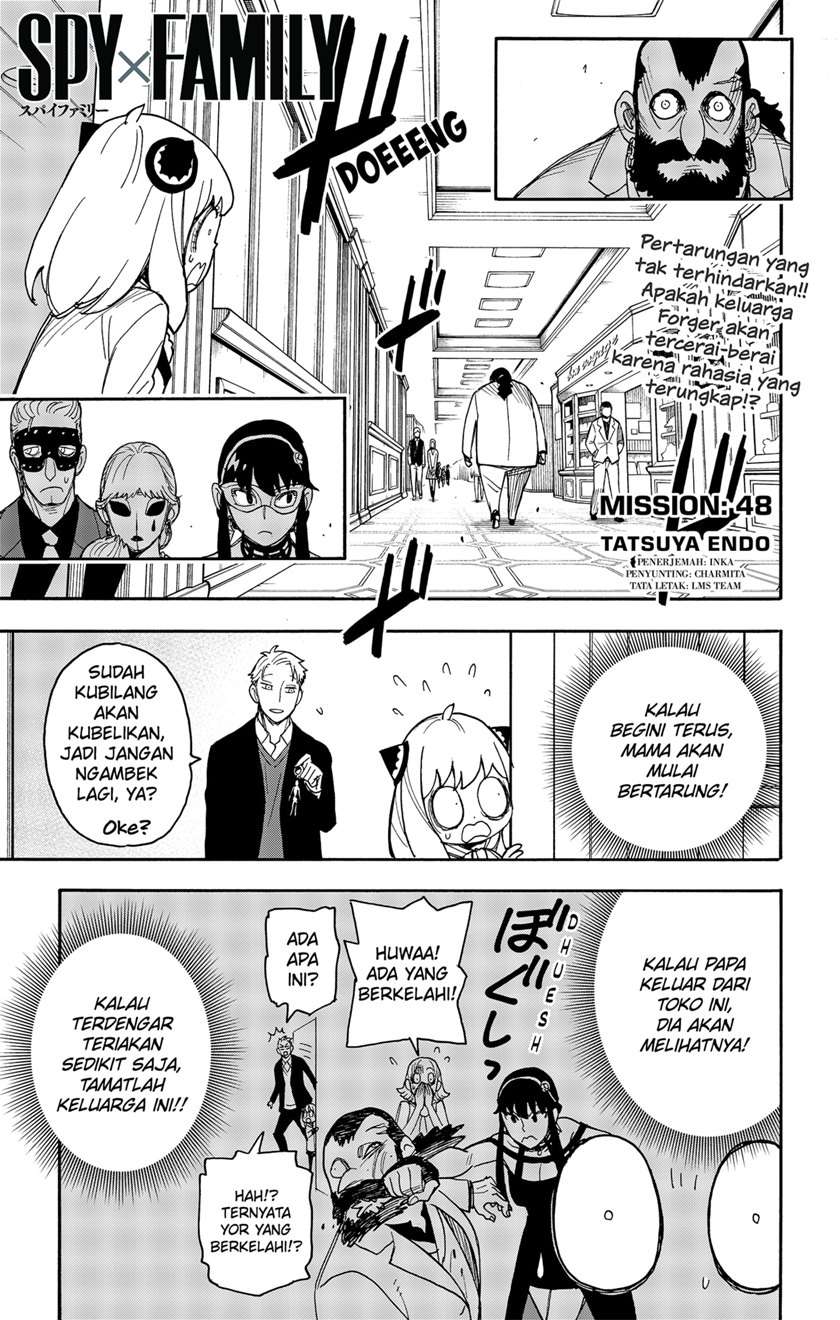 SPY×FAMILY
スパイファミリー
DOEEENG
ド
ド
ド
ド
Pertarungan yang
tak terhindarkan!!
Apakah keluarga
Forger akan
tercerai-berai
karena rahasia yang
terungkap!?
MISSION: 48
TATSUYA ENDO
PENERJEMAH: INKA
PENYUNTING: CHARMITA
TATA LETAK: LMS TEAM
KALAU
BEGINI TERUS,
MAMA AKAN
MULAI
BERTARUNG!
SUDAH
KUBILANG
AKAN
KUBELIKAN,
JADI JANGAN
NGAMBEK
LAGI, YA?
Oke?
KALAU PAPA
KELUAR DARI
TOKO INI,
DIA AKAN
MELIHATNYA!
DHUESH
ぼぐしっ
HUWAA!
ADA YANG
BERKELAHI!
ADA
APA
INI?
HAH!?
TERNYATA
YOR YANG
BERKELAHI!?
KALAU
TERDENGAR
TERIAKAN
SEDIKIT SAJA,
TAMATLAH
KELUARGA INI!!